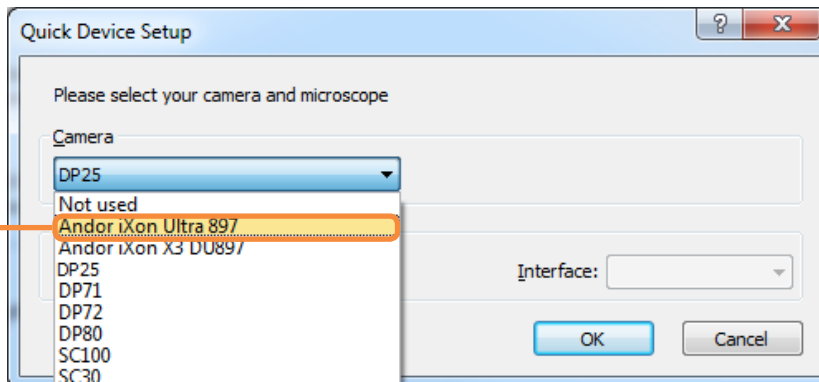 Quick Device Setup
Please select your camera and microscope
Camera
DP25
Not used
Andor iXon Ultra 897
Andor iXon X3 DU897
DP25
DP71
DP72
DP80
SC100
SC30
Interface:
OK
Cancel